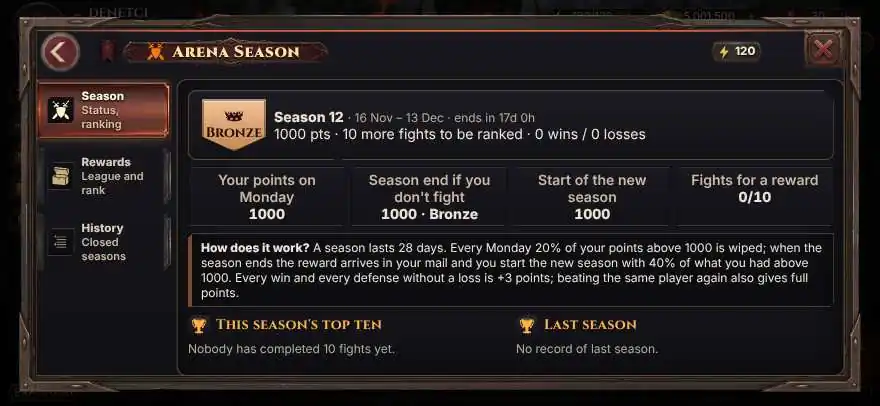 DENETCI
5.001.500
ARENA SEASON
120
Season
Status,
ranking
Rewards
League and
rank
History
Closed
seasons
BRONZE
Season 12 · 16 Nov – 13 Dec · ends in 17d 0h
1000 pts · 10 more fights to be ranked · 0 wins / 0 losses
Your points on
Monday
1000
Season end if you
don't fight
1000 · Bronze
Start of the new
season
1000
Fights for a reward
0/10
How does it work? A season lasts 28 days. Every Monday 20% of your points above 1000 is wiped; when the
season ends the reward arrives in your mail and you start the new season with 40% of what you had above
1000. Every win and every defense without a loss is +3 points; beating the same player again also gives full
points.
THIS SEASON'S TOP TEN
Nobody has completed 10 fights yet.
LAST SEASON
No record of last season.